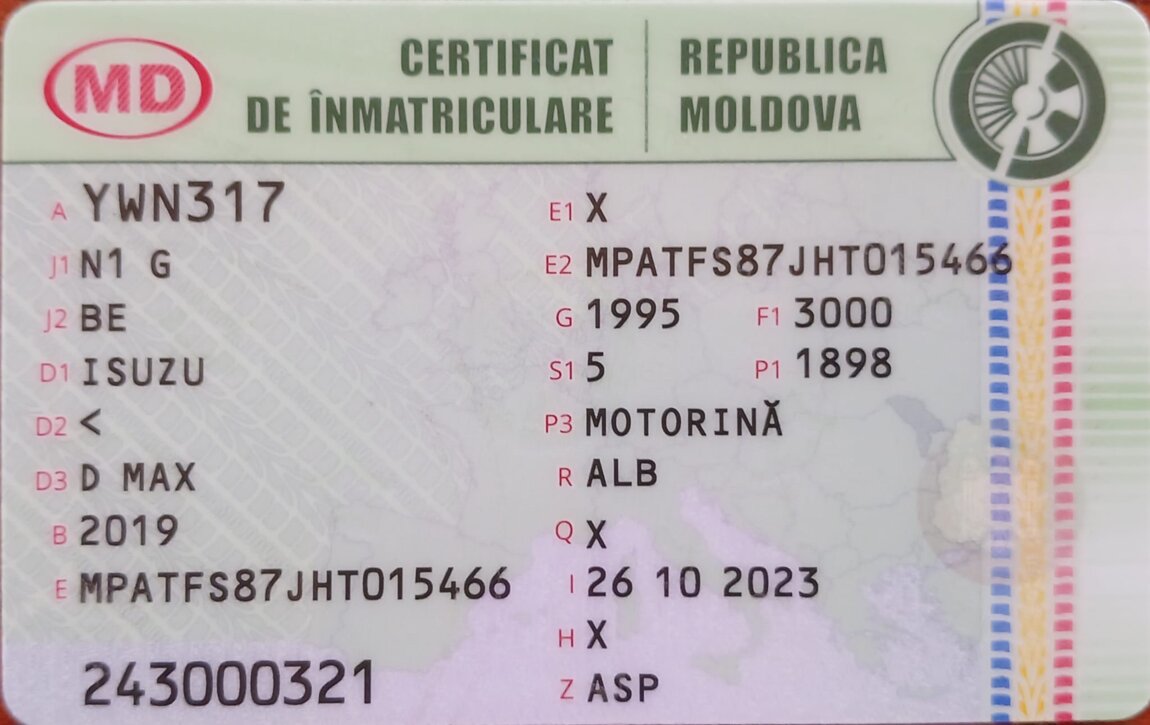 MD
CERTIFICAT
DE ÎNMATRICULARE
REPUBLICA
MOLDOVA
A YWN317
J1 N1 G
J2 BE
D1 ISUZU
D2 <
D3 D MAX
B 2019
E MPATFS87JHT015466
243000321
E1 X
E2 MPATFS87JHT015466
G 1995 F1 3000
S1 5 P1 1898
P3 MOTORINĂ
R ALB
Q X
I 26 10 2023
H X
Z ASP